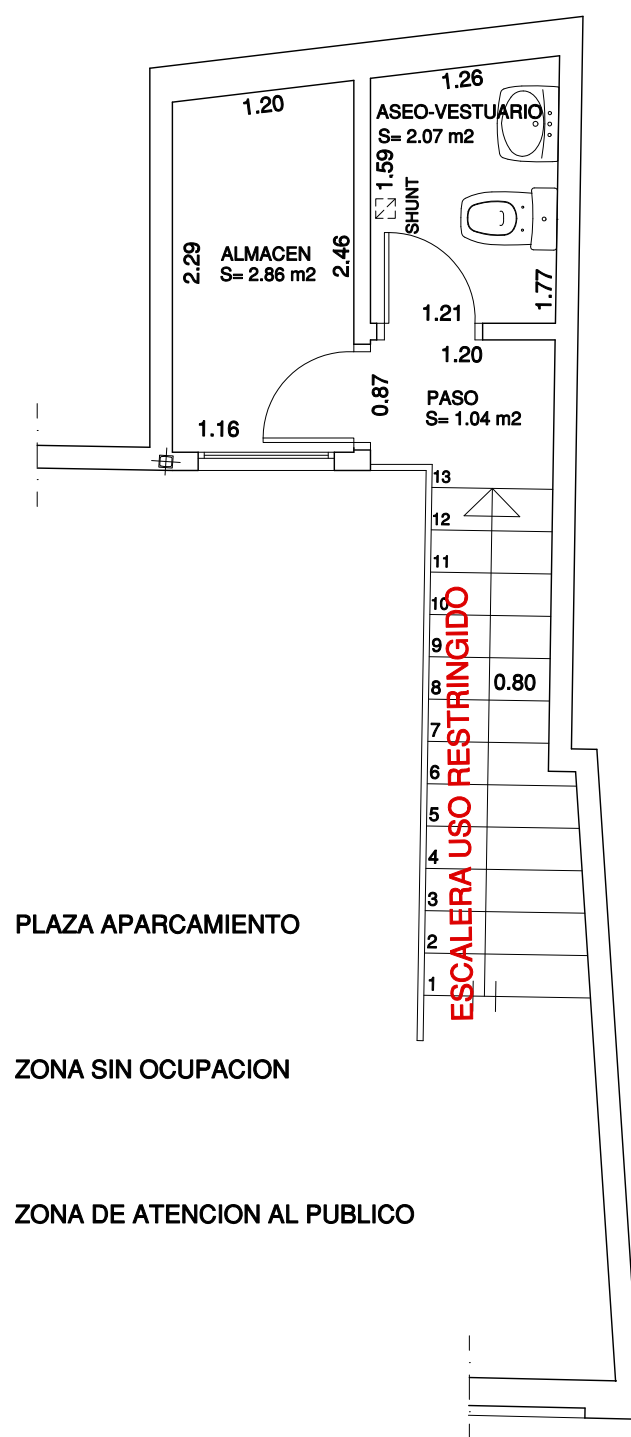 1.26
1.20
ASEO-VESTUARIO
S= 2.07 m2
1.59
SHUNT
2.29
ALMACEN
S= 2.86 m2
2.46
1.77
1.21
1.20
0.87
PASO
S= 1.04 m2
1.16
13
12
11
10
9
8
0.80
7
6
5
4
3
2
1
ESCALERA USO RESTRINGIDO
PLAZA APARCAMIENTO
ZONA SIN OCUPACION
ZONA DE ATENCION AL PUBLICO